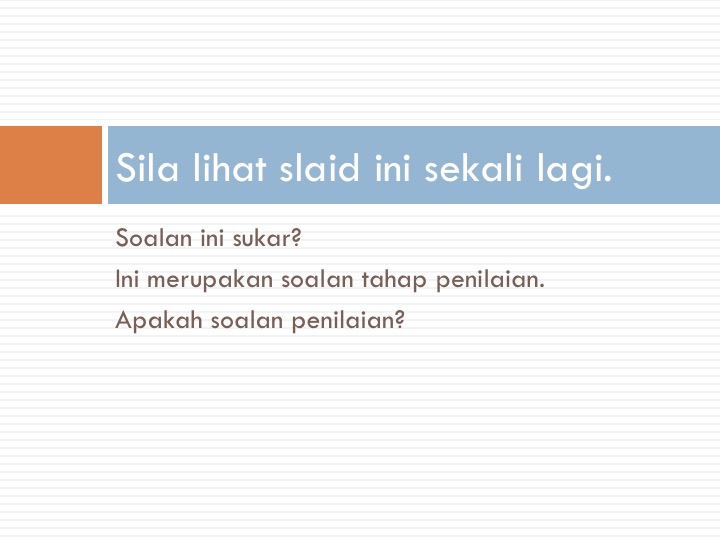 Sila lihat slaid ini sekali lagi.
Soalan ini sukar?
Ini merupakan soalan tahap penilaian.
Apakah soalan penilaian?